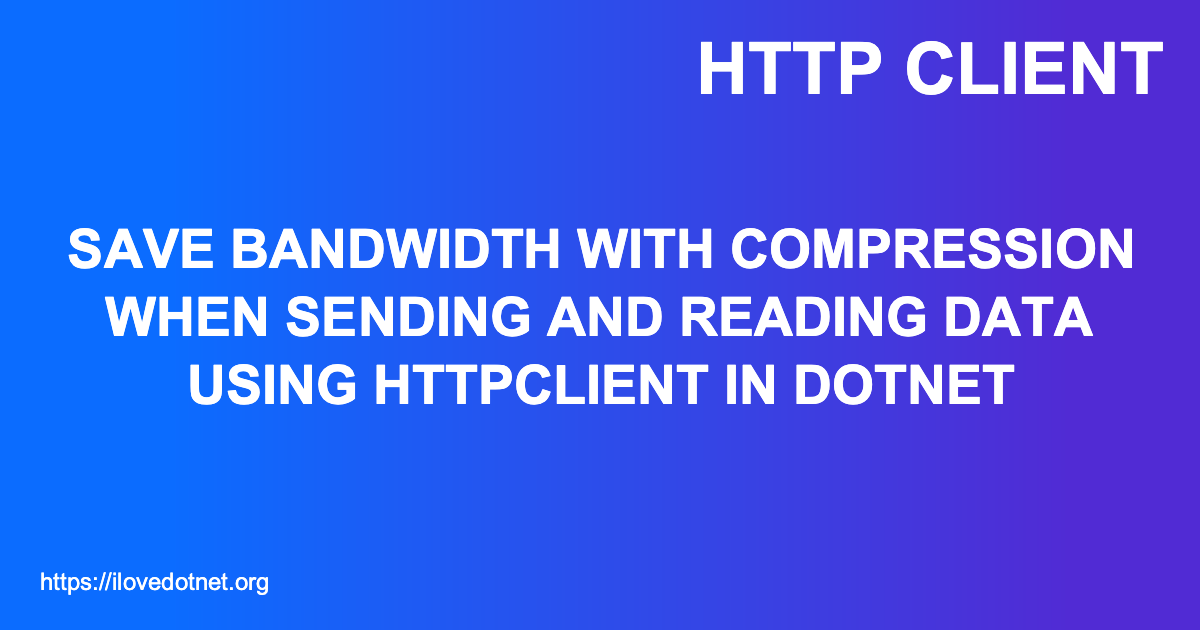 HTTP CLIENT
SAVE BANDWIDTH WITH COMPRESSION
WHEN SENDING AND READING DATA
USING HTTPCLIENT IN DOTNET
https://ilovedotnet.org